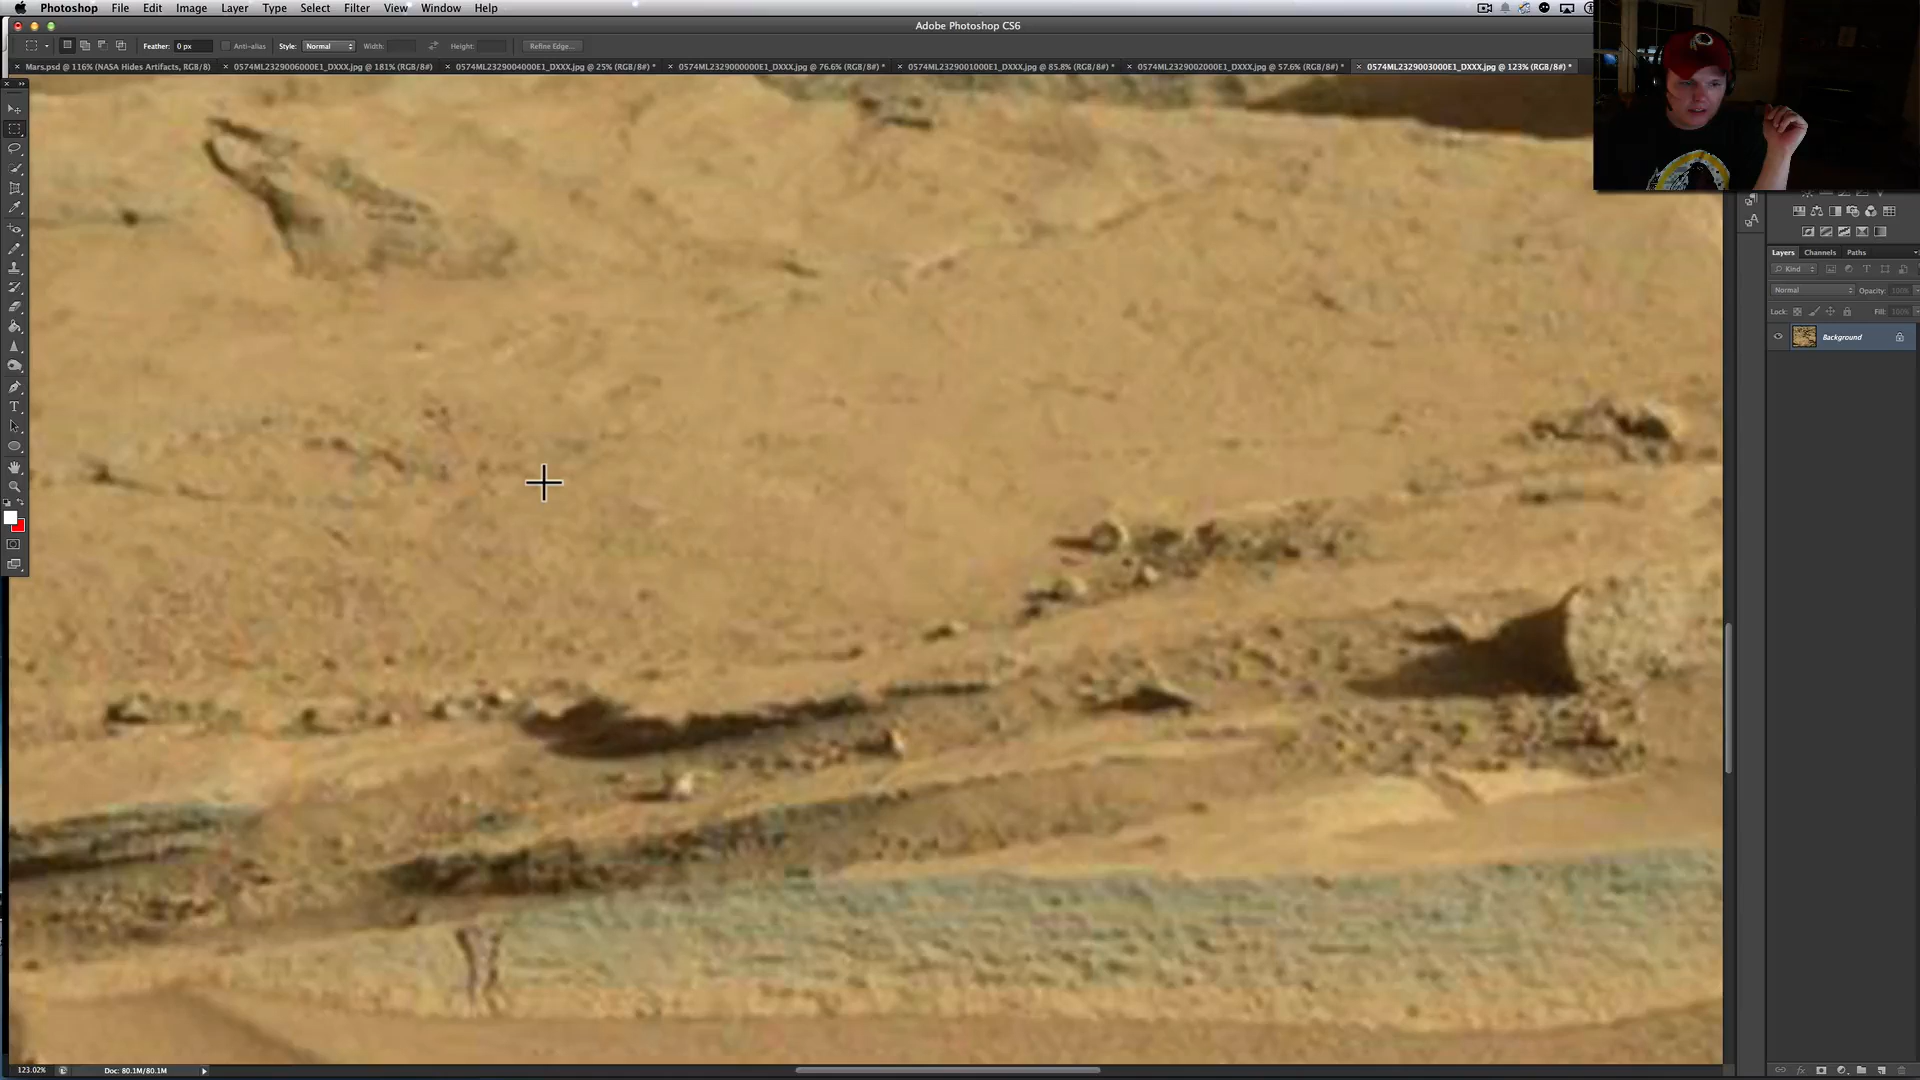 Photoshop File Edit Image Layer Type Select Filter View Window Help
Adobe Photoshop CS6
Feather: 0 px Anti-alias Style: Normal Width: Height: Refine Edge...
Mars.psd @ 116% (NASA Hides Artifacts, RGB/8) 0574ML2329006000E1_DXXX.jpg @ 181% (RGB/8#) 0574ML2329004000E1_DXXX.jpg @ 25% (RGB/8#) * 0574ML2329000000E1_DXXX.jpg @ 76.6% (RGB/8#) * 0574ML2329001000E1_DXXX.jpg @ 85.8% (RGB/8#) * 0574ML2329002000E1_DXXX.jpg @ 57.6% (RGB/8#) * 0574ML2329003000E1_DXXX.jpg @ 123% (RGB/8#) *
Layers Channels Paths
Kind
Normal Opacity: 100%
Lock: Fill: 100%
Background
123.02% Doc: 80.1M/80.1M